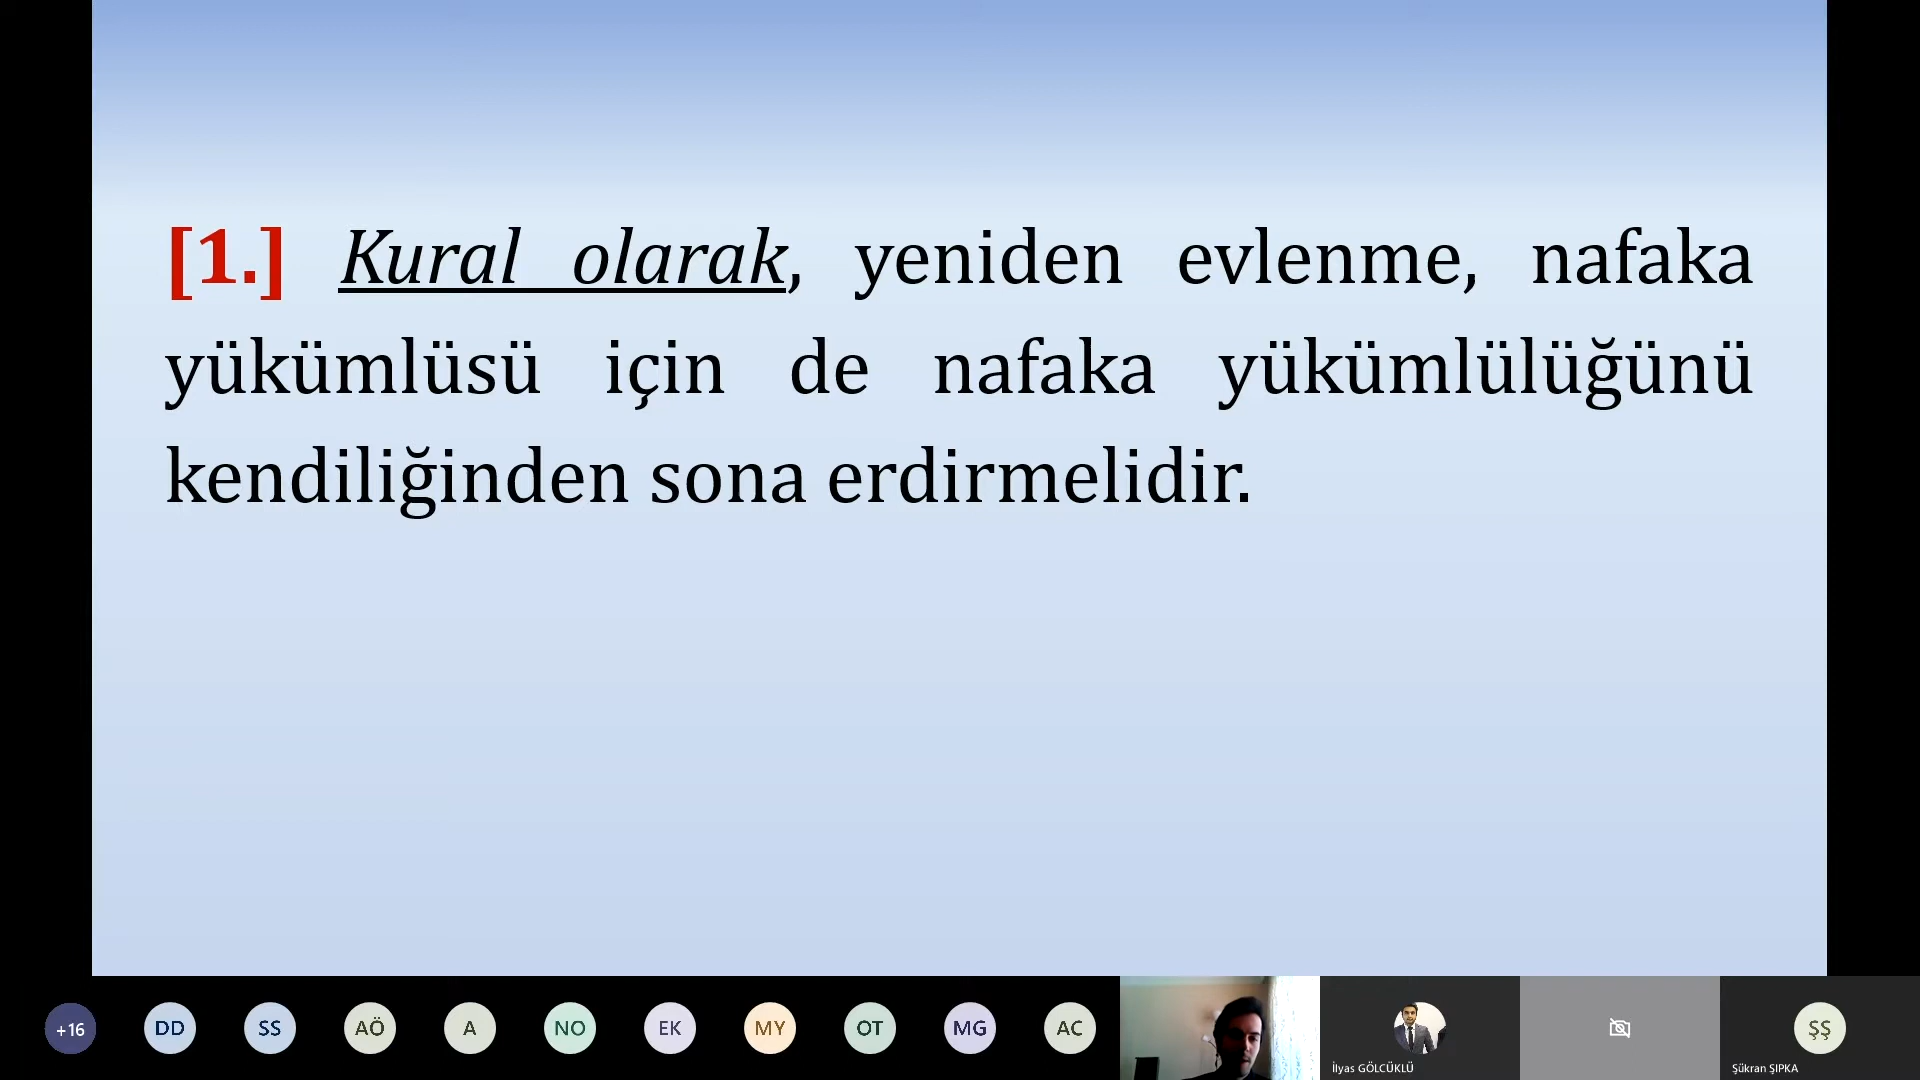 [1.] Kural olarak, yeniden evlenme, nafaka
yükümlüsü için de nafaka yükümlülüğünü
kendiliğinden sona erdirmelidir.
+16 DD SS AÖ A NO EK MY OT MG AC ŞŞ
İlyas GÖLCÜKLÜ Şükran ŞIPKA